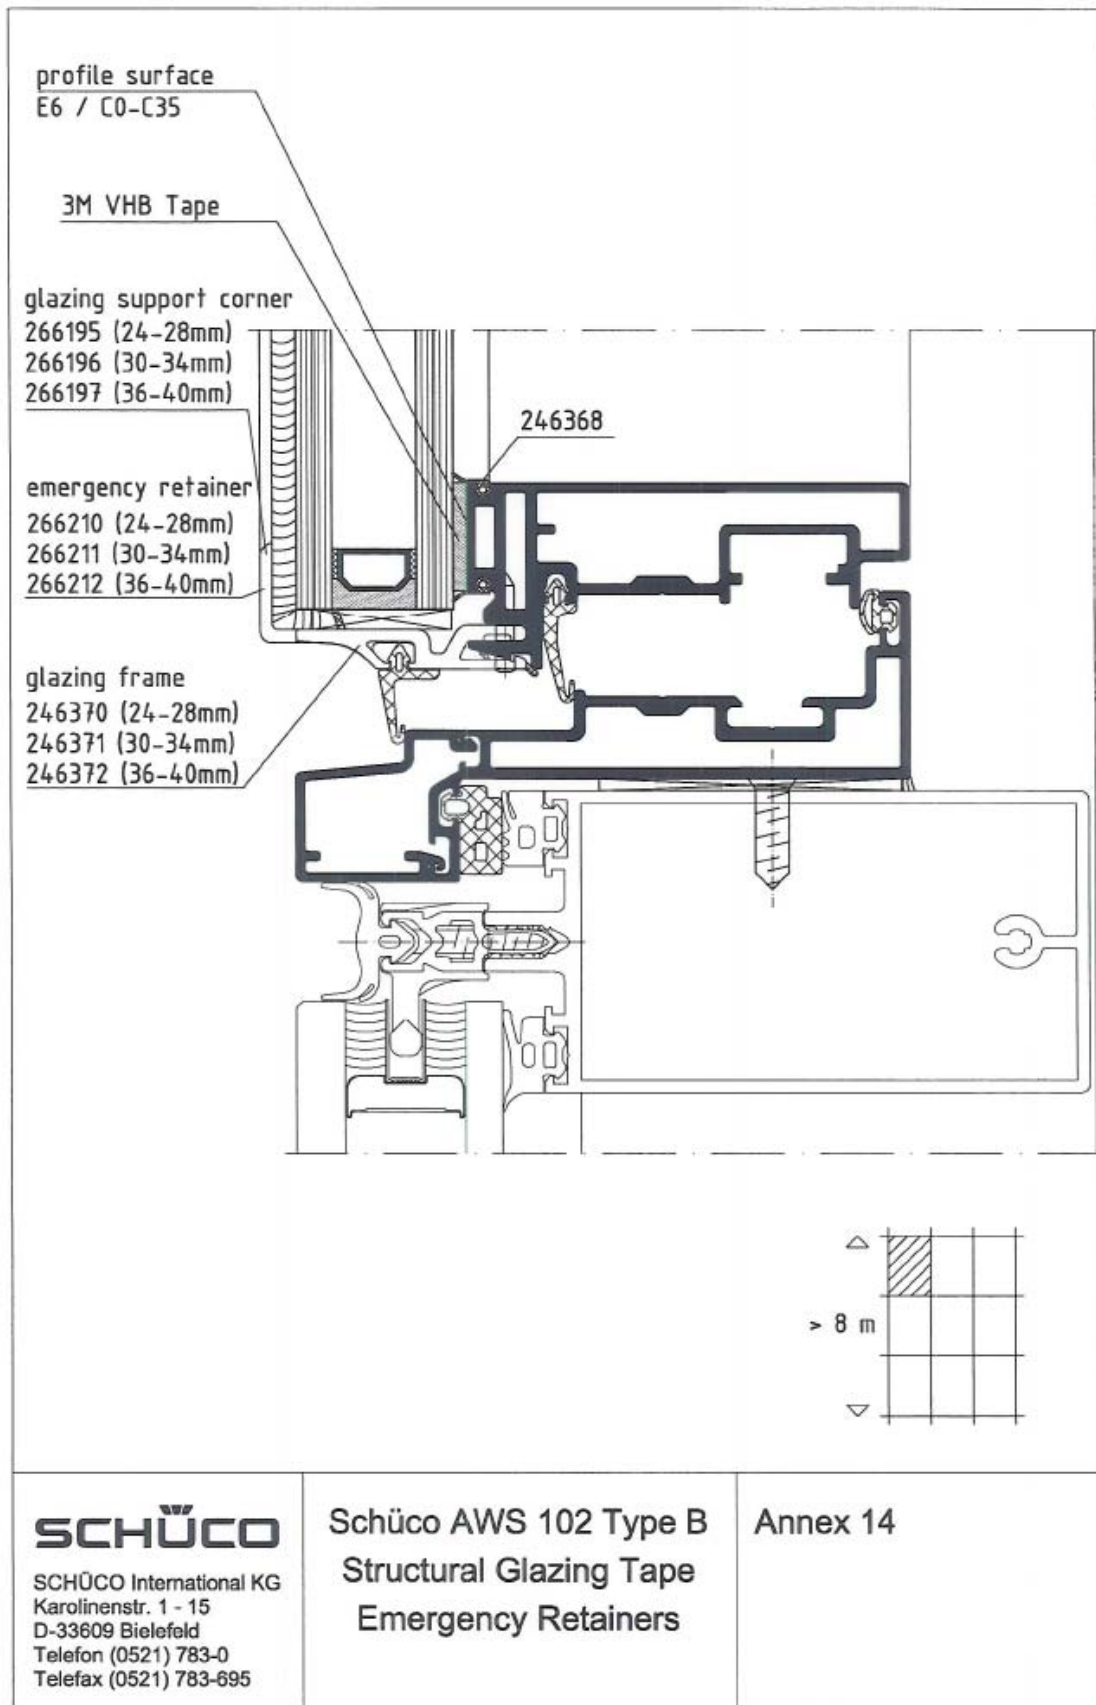 profile surface
E6 / C0-C35
3M VHB Tape
glazing support corner
266195 (24-28mm)
266196 (30-34mm)
266197 (36-40mm)
246368
emergency retainer
266210 (24-28mm)
266211 (30-34mm)
266212 (36-40mm)
glazing frame
246370 (24-28mm)
246371 (30-34mm)
246372 (36-40mm)
> 8 m
SCHÜCO
SCHÜCO International KG
Karolinenstr. 1 - 15
D-33609 Bielefeld
Telefon (0521) 783-0
Telefax (0521) 783-695
Schüco AWS 102 Type B
Structural Glazing Tape
Emergency Retainers
Annex 14